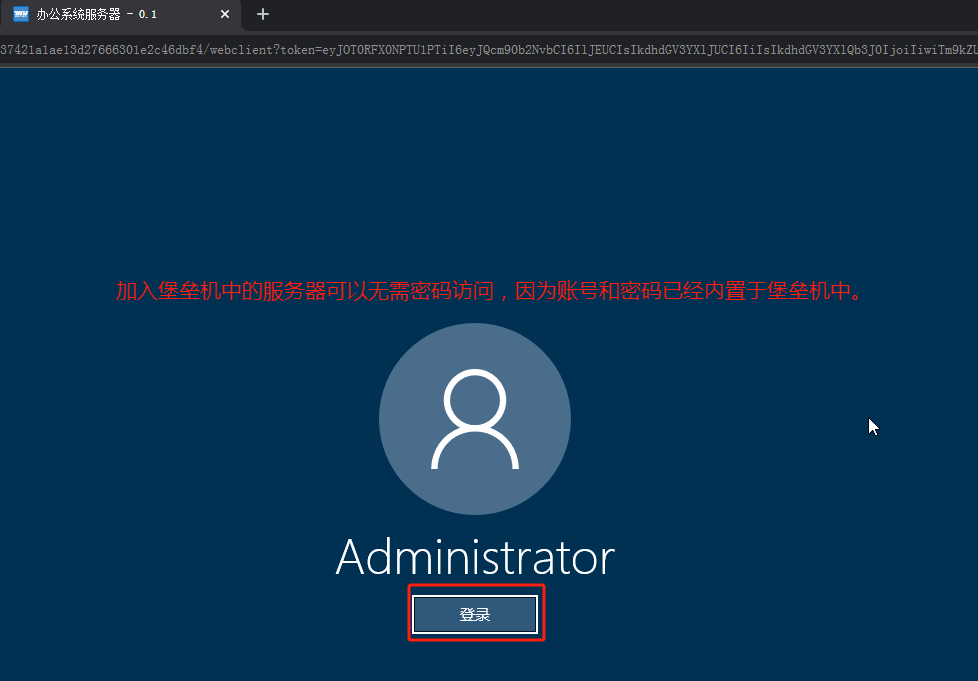 办公系统服务器 - 0.1
37421a1ae13d27666301e2c46dbf4/webclient?token=eyJOT0RFX0NPTU1PTiI6eyJQcm90b2NvbCI6IlJEUCIsIkdhdGV3YXlJUCI6IiIsIkdhdGV3YXlQb3J0IjoiIiwiTm9kZU
加入堡垒机中的服务器可以无需密码访问，因为账号和密码已经内置于堡垒机中。
Administrator
登录